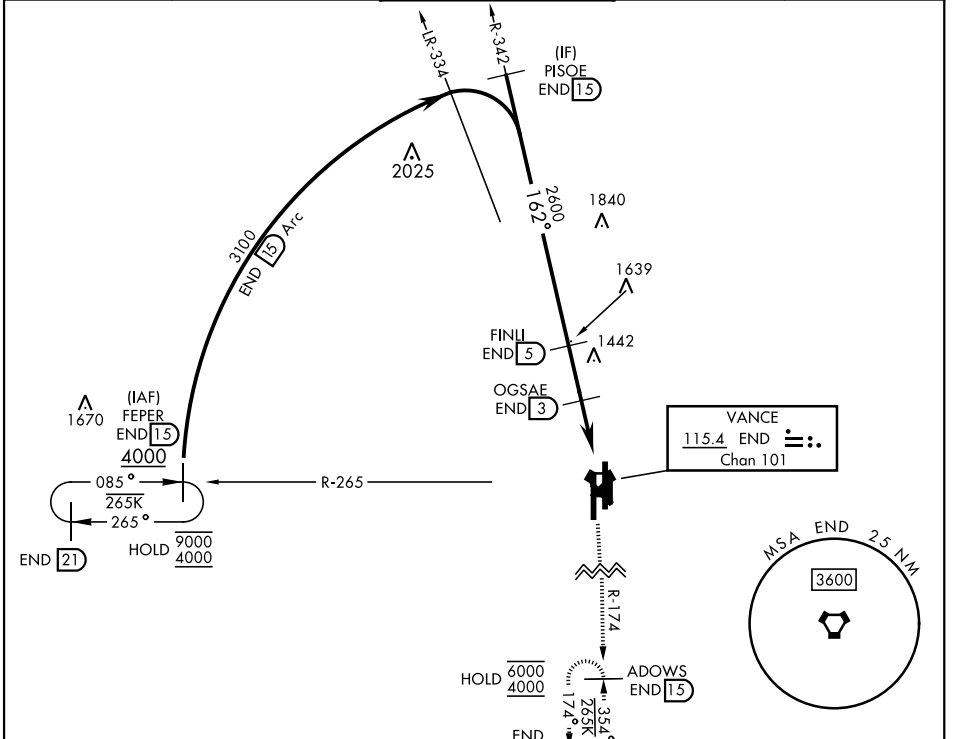 LR-334
R-342
(IF)
PISOE
END 15
2025
3100
END 15 Arc
2600
162°
1840
1639
FINLI
END 5
1442
OGSAE
END 3
1670
(IAF)
FEPER
END 15
4000
085°
265K
265°
END 21
HOLD 9000
4000
R-265
VANCE
115.4 END
Chan 101
MSA END 25 NM
3600
R-174
HOLD 6000
4000
ADOWS
END 15
174°
265K
354°
END